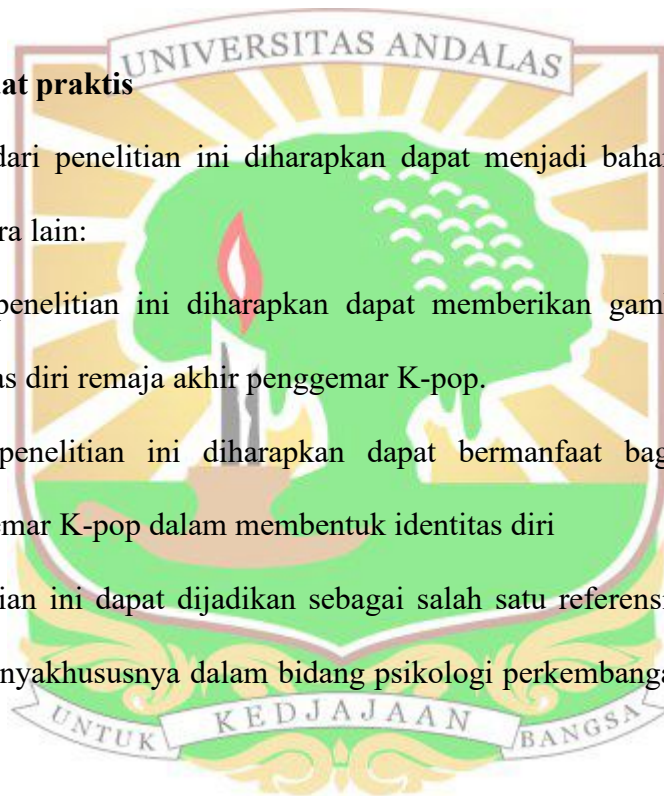 UNIVERSITAS ANDALAS
at praktis
dari penelitian ini diharapkan dapat menjadi bahan
ra lain:
penelitian ini diharapkan dapat memberikan gam
as diri remaja akhir penggemar K-pop.
penelitian ini diharapkan dapat bermanfaat bag
emar K-pop dalam membentuk identitas diri
ian ini dapat dijadikan sebagai salah satu referensi
nyakhususnya dalam bidang psikologi perkembanga
UNTUK KEDJAJAAN BANGSA